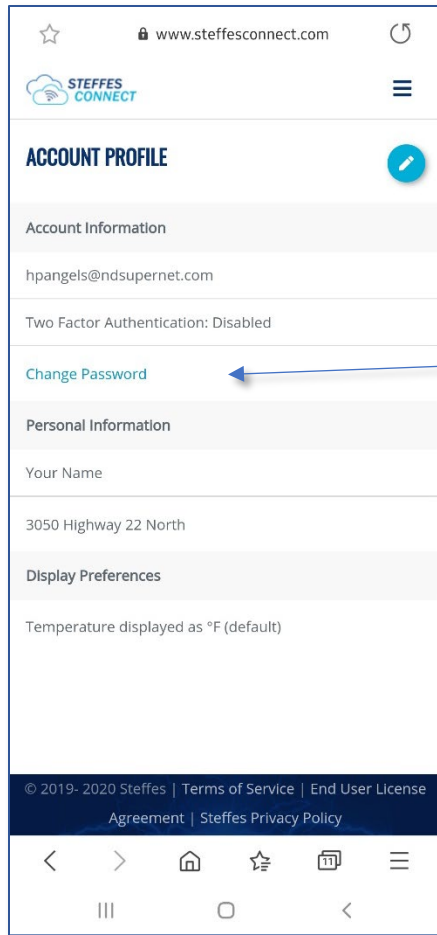 www.steffesconnect.com
STEFFES
CONNECT
ACCOUNT PROFILE
Account Information
hpangels@ndsupernet.com
Two Factor Authentication: Disabled
Change Password
Personal Information
Your Name
3050 Highway 22 North
Display Preferences
Temperature displayed as °F (default)
© 2019- 2020 Steffes | Terms of Service | End User License
Agreement | Steffes Privacy Policy
11